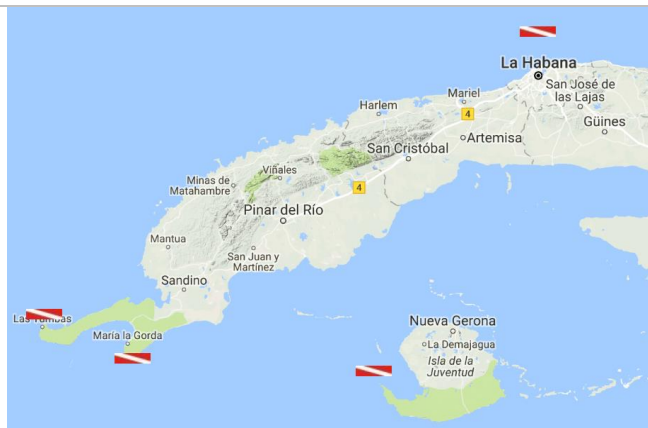 La Habana
San José de
las Lajas
Mariel
Harlem
4
Güines
Artemisa
San Cristóbal
Viñales
Minas de
Matahambre
4
Pinar del Río
Mantua
San Juan y
Martínez
Sandino
Las Tumbas
María la Gorda
Nueva Gerona
La Demajagua
Isla de la
Juventud